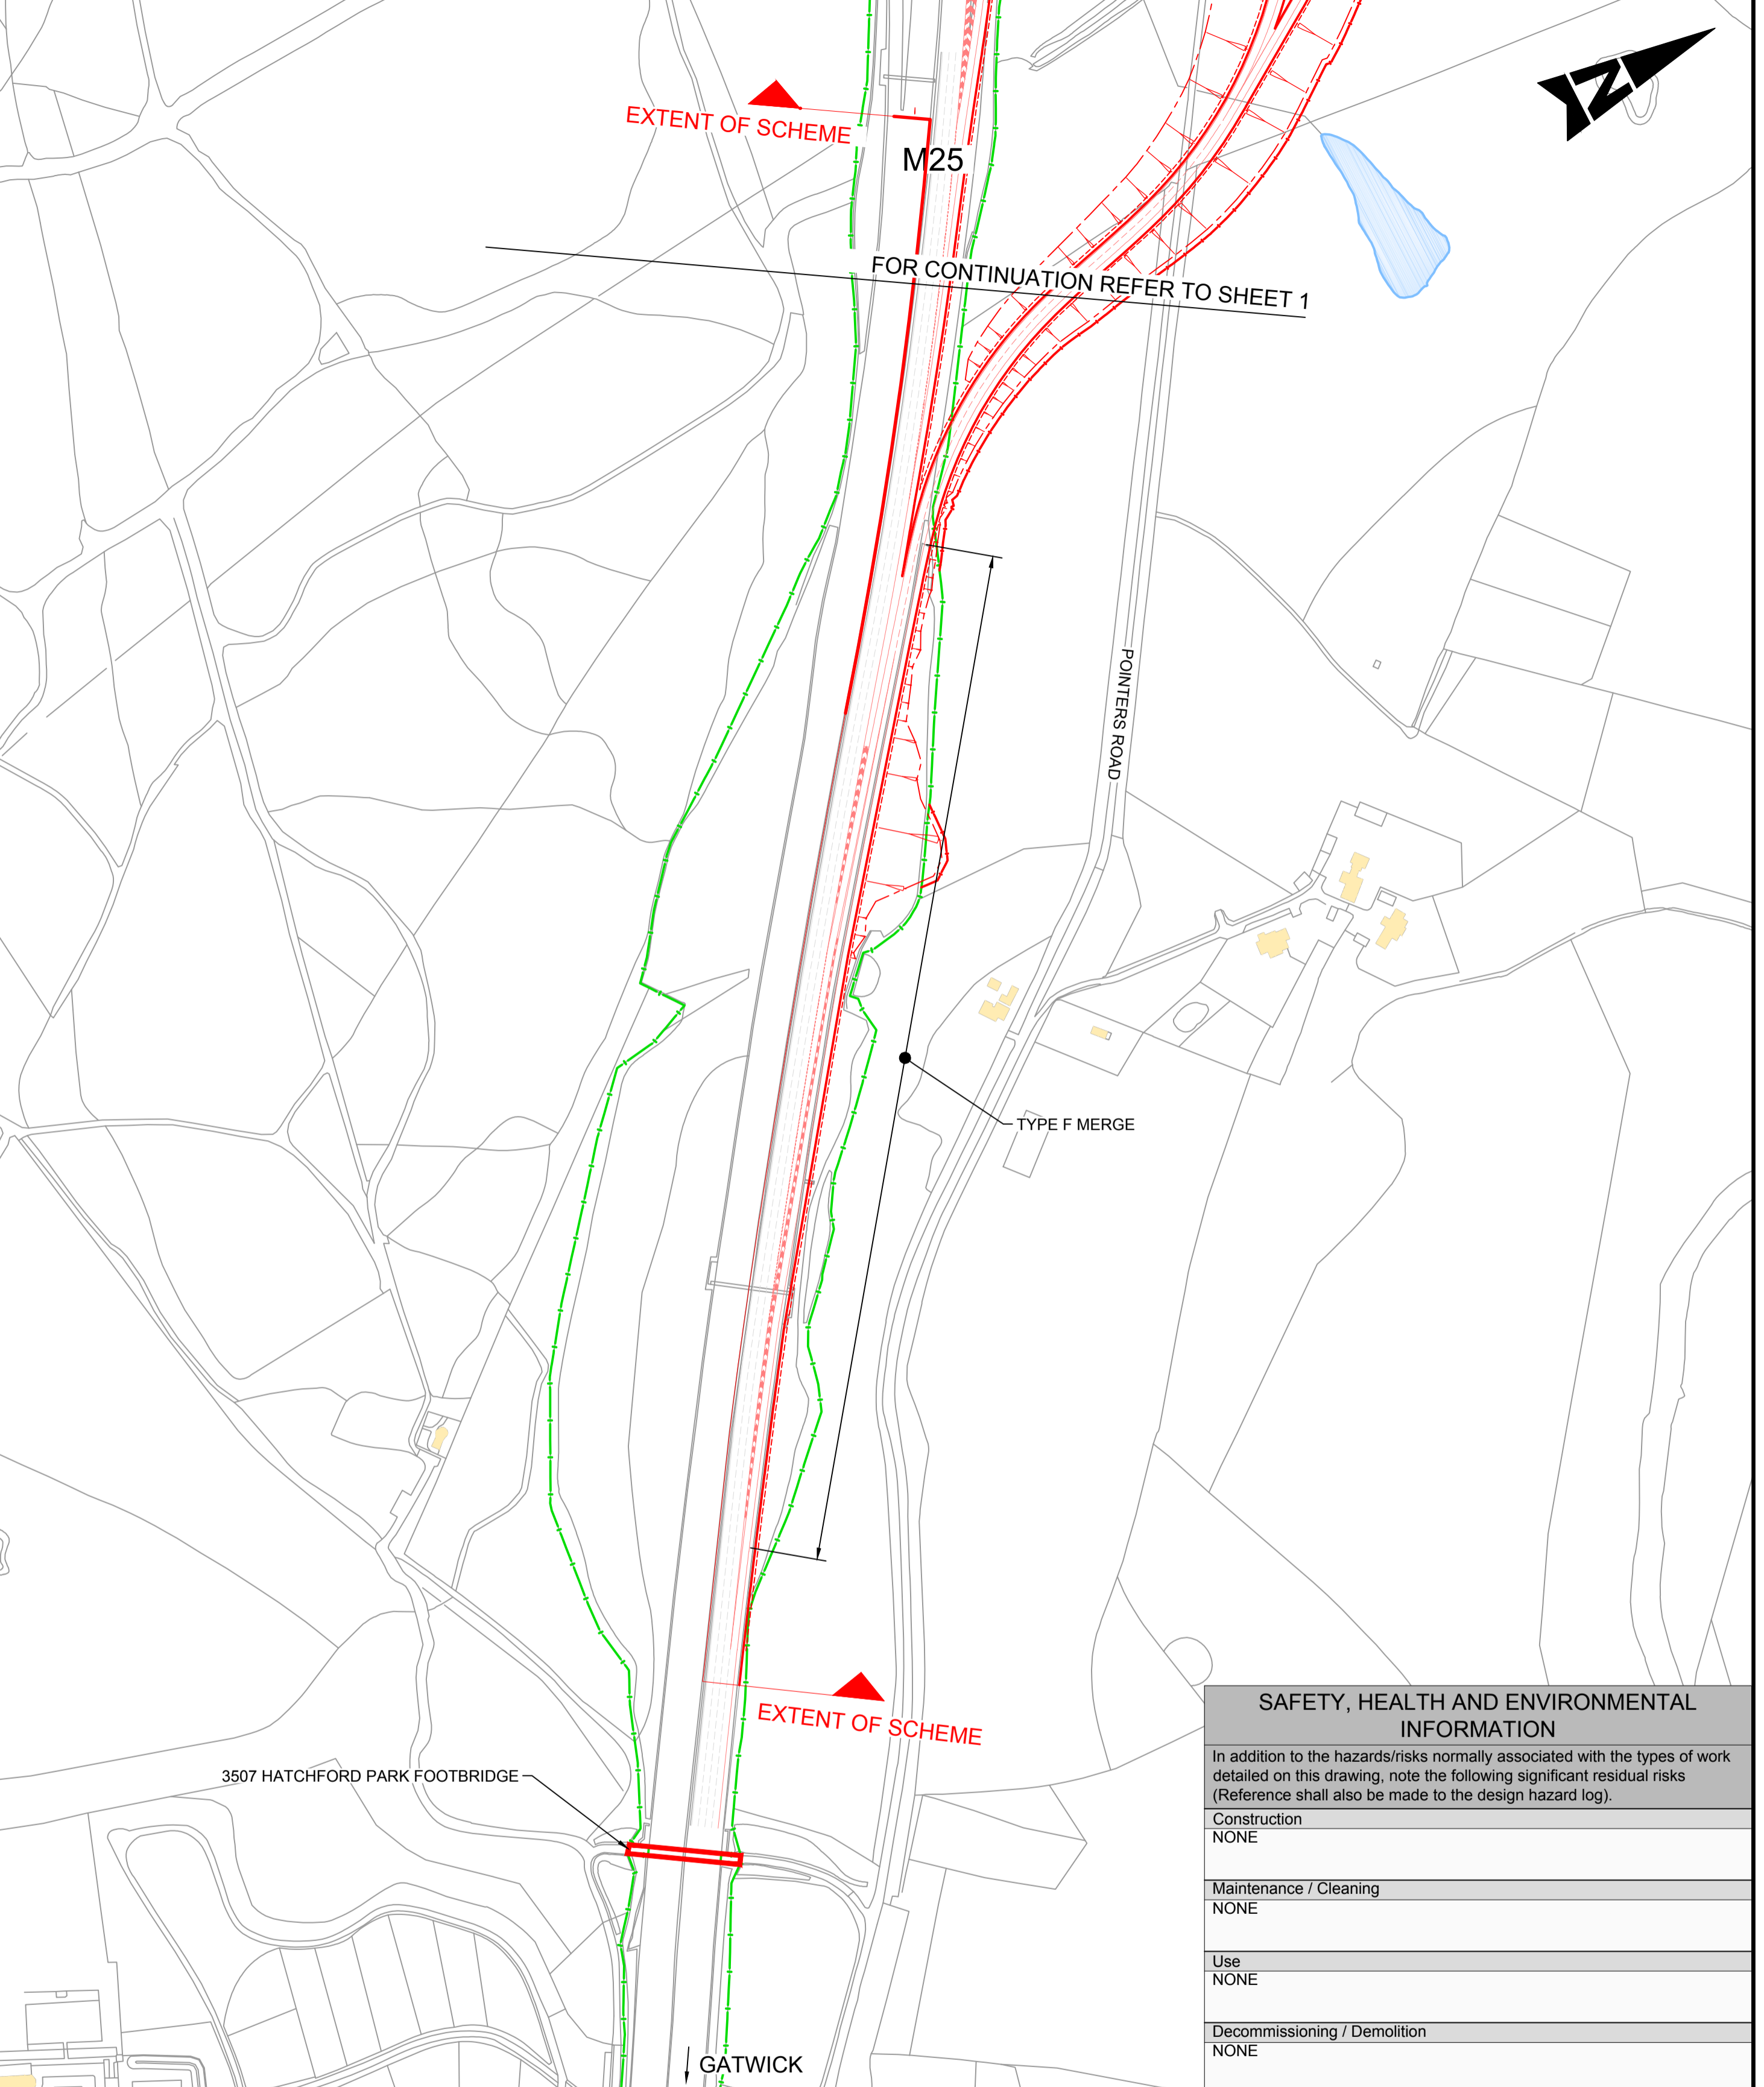 N
EXTENT OF SCHEME
M25
FOR CONTINUATION REFER TO SHEET 1
POINTERS ROAD
TYPE F MERGE
EXTENT OF SCHEME
3507 HATCHFORD PARK FOOTBRIDGE
GATWICK
SAFETY, HEALTH AND ENVIRONMENTAL
INFORMATION
In addition to the hazards/risks normally associated with the types of work
detailed on this drawing, note the following significant residual risks
(Reference shall also be made to the design hazard log).
Construction
NONE
Maintenance / Cleaning
NONE
Use
NONE
Decommissioning / Demolition
NONE